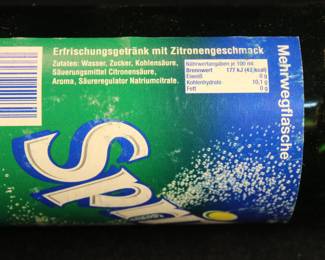 Erfrischungsgetränk mit Zitronengeschmack
Zutaten: Wasser, Zucker, Kohlensäure,
Säuerungsmittel Citronensäure,
Aroma, Säureregulator Natriumcitrate.
Nährwertangaben je 100 ml
Brennwert 177 kJ (42 kcal)
Eiweiß 0 g
Kohlenhydrate 10,1 g
Fett 0 g
Mehrwegflasche
Spri